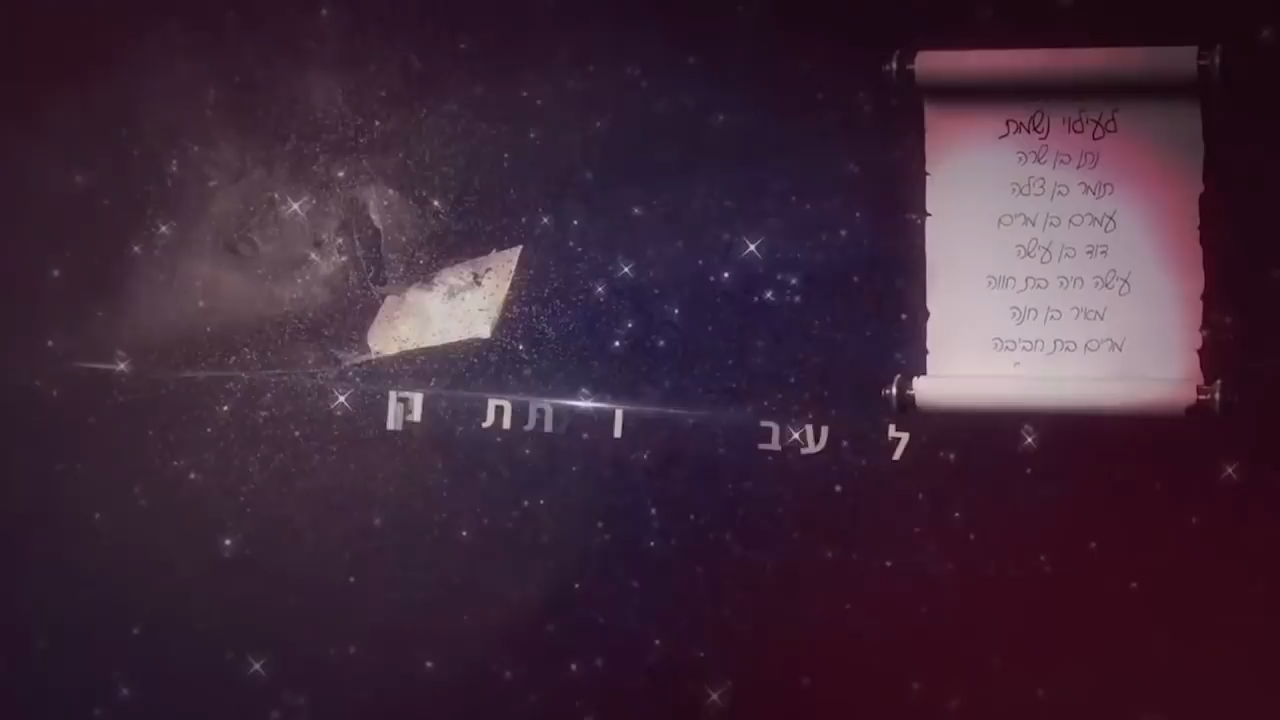 לעילוי נשמת
נתן בן שרה
תומר בן צילה
עמרם בן מרים
דוד בן עישה
עישה חיה בת חווה
מאיר בן חנה
מרים בת חביבה